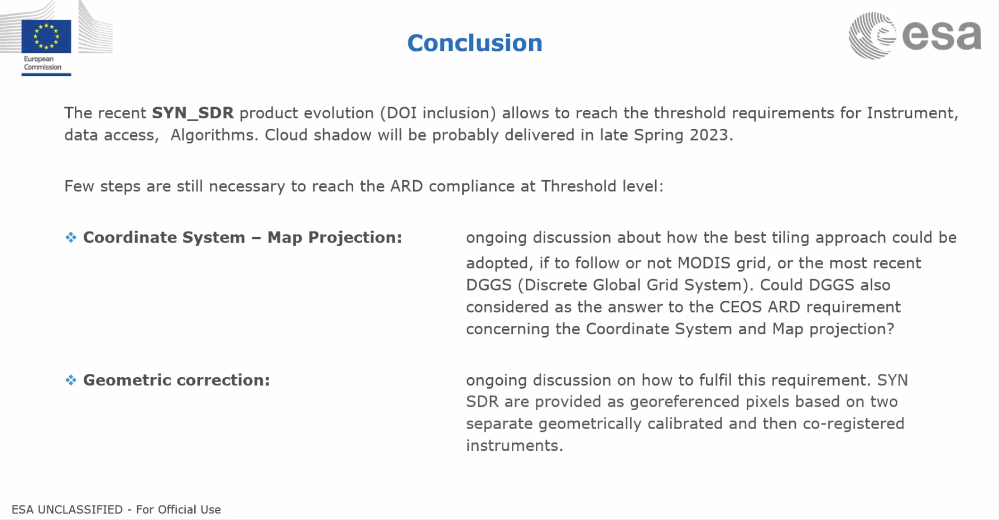 European
Commission
Conclusion
esa
The recent SYN_SDR product evolution (DOI inclusion) allows to reach the threshold requirements for Instrument,
data access,  Algorithms. Cloud shadow will be probably delivered in late Spring 2023.
Few steps are still necessary to reach the ARD compliance at Threshold level:
❖ Coordinate System – Map Projection: ongoing discussion about how the best tiling approach could be
adopted, if to follow or not MODIS grid, or the most recent
DGGS (Discrete Global Grid System). Could DGGS also
considered as the answer to the CEOS ARD requirement
concerning the Coordinate System and Map projection?
❖ Geometric correction: ongoing discussion on how to fulfil this requirement. SYN
SDR are provided as georeferenced pixels based on two
separate geometrically calibrated and then co-registered
instruments.
ESA UNCLASSIFIED - For Official Use